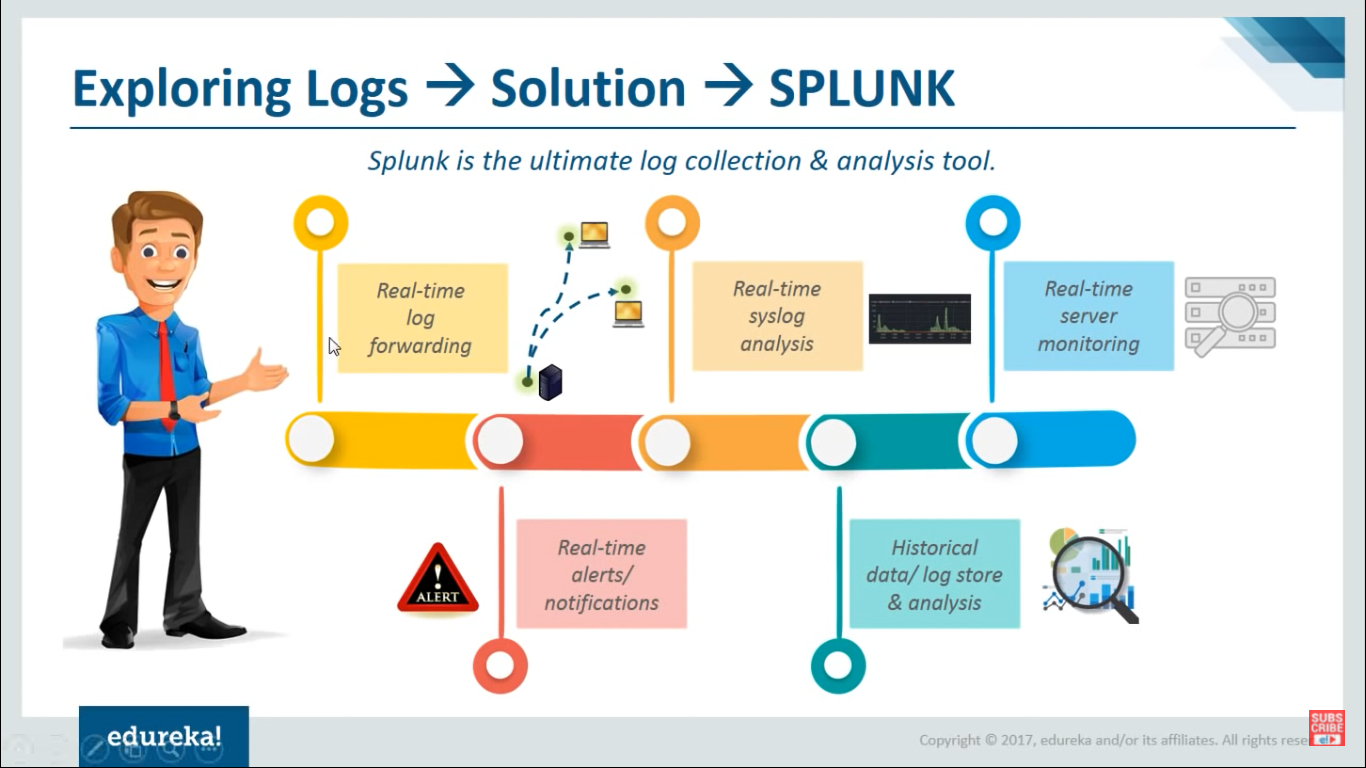 Exploring Logs → Solution → SPLUNK
Splunk is the ultimate log collection & analysis tool.
Real-time
log
forwarding
Real-time
syslog
analysis
Real-time
server
monitoring
ALERT
Real-time
alerts/
notifications
Historical
data/ log store
& analysis
edureka!
Copyright © 2017, edureka and/or its affiliates. All rights rese
SUBS
CRIBE